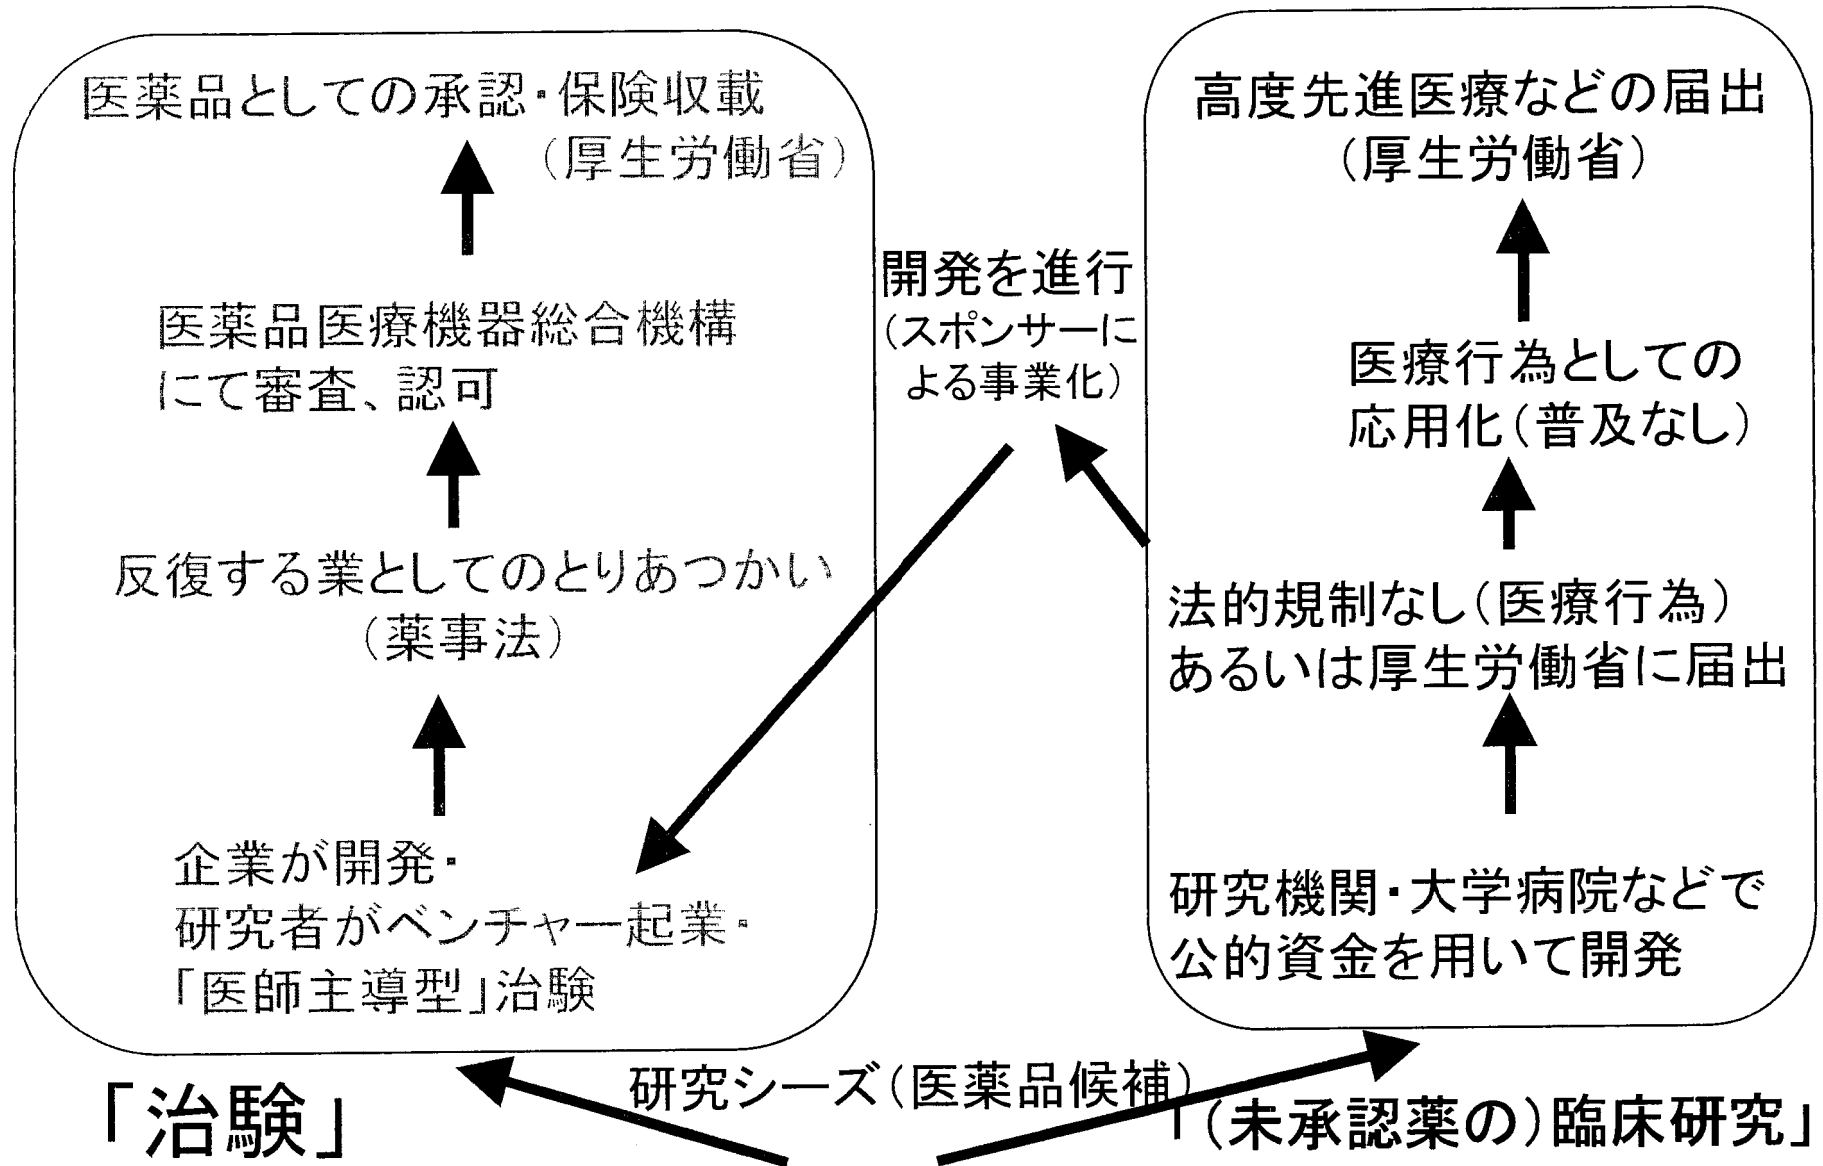 医薬品としての承認・保険収載
(厚生労働省)
医薬品医療機器総合機構
にて審査、認可
反復する業としてのとりあつかい
(薬事法)
企業が開発・
研究者がベンチャー起業・
「医師主導型」治験
「治験」
開発を進行
(スポンサーに
よる事業化)
研究シーズ(医薬品候補)
高度先進医療などの届出
(厚生労働省)
医療行為としての
応用化(普及なし)
法的規制なし(医療行為)
あるいは厚生労働省に届出
研究機関・大学病院などで
公的資金を用いて開発
「(未承認薬の)臨床研究」